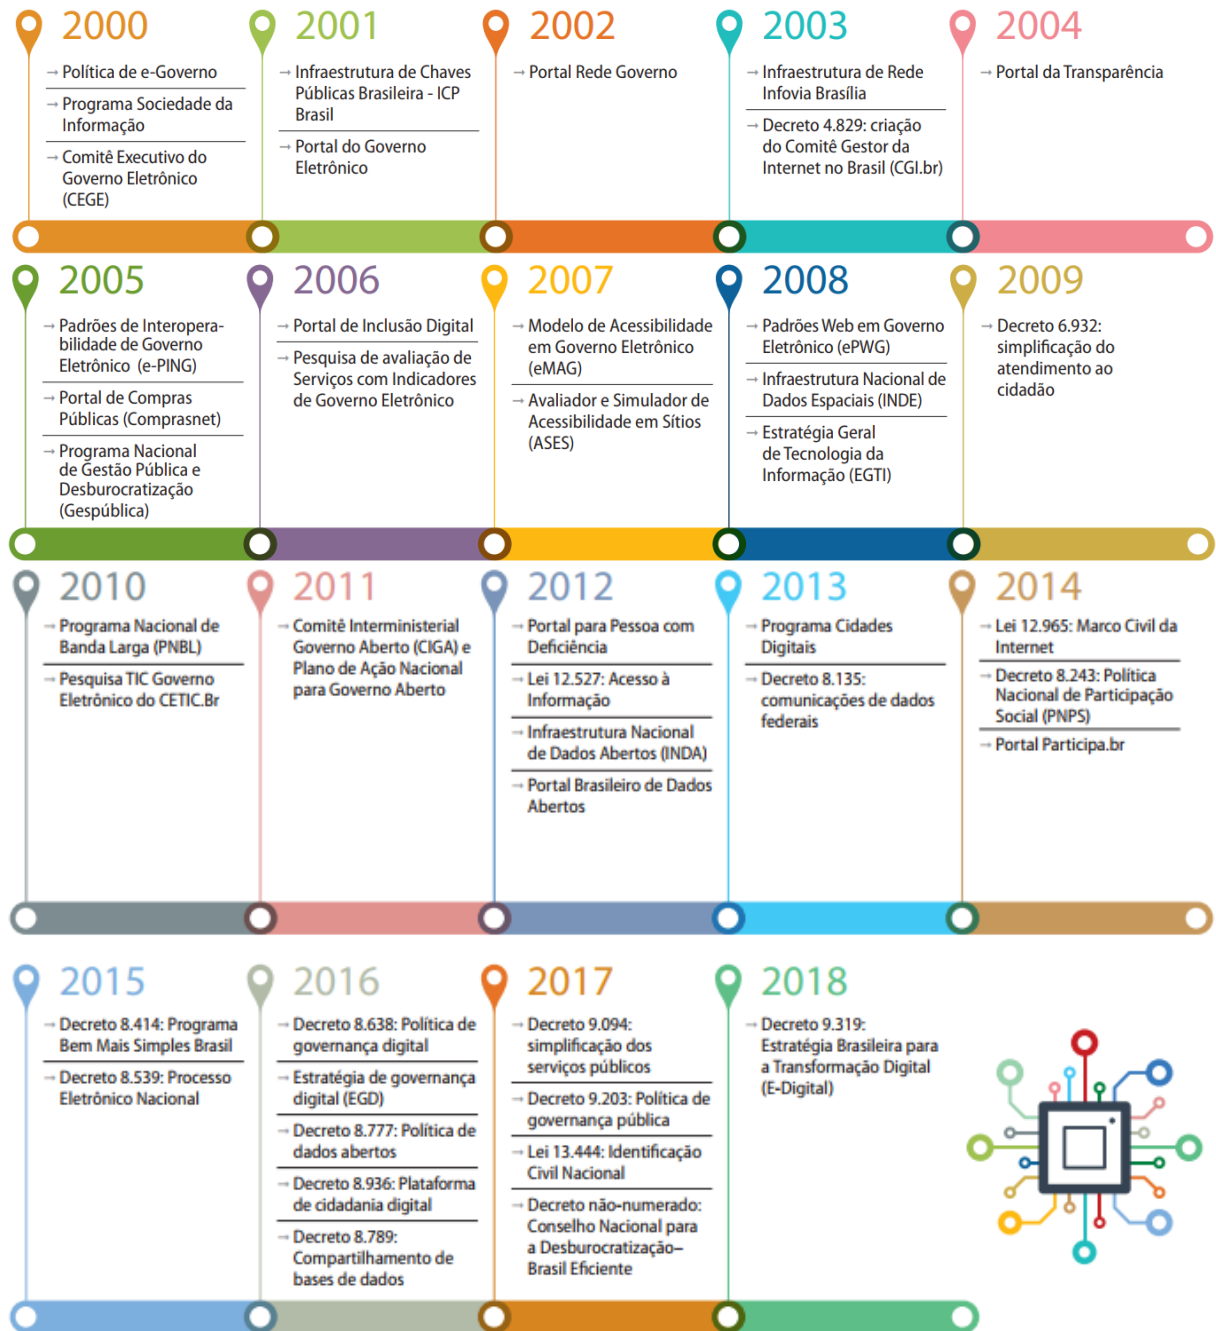 2000
→ Política de e-Governo
→ Programa Sociedade da
Informação
→ Comitê Executivo do
Governo Eletrônico
(CEGE)
2001
→ Infraestrutura de Chaves
Públicas Brasileira - ICP
Brasil
→ Portal do Governo
Eletrônico
2002
→ Portal Rede Governo
2003
→ Infraestrutura de Rede
Infovia Brasília
→ Decreto 4.829: criação
do Comitê Gestor da
Internet no Brasil (CGI.br)
2004
→ Portal da Transparência
2005
→ Padrões de Interopera-
bilidade de Governo
Eletrônico (e-PING)
→ Portal de Compras
Públicas (Comprasnet)
→ Programa Nacional
de Gestão Pública e
Desburocratização
(Gespública)
2006
→ Portal de Inclusão Digital
→ Pesquisa de avaliação de
Serviços com Indicadores
de Governo Eletrônico
2007
→ Modelo de Acessibilidade
em Governo Eletrônico
(eMAG)
→ Avaliador e Simulador de
Acessibilidade em Sítios
(ASES)
2008
→ Padrões Web em Governo
Eletrônico (ePWG)
→ Infraestrutura Nacional de
Dados Espaciais (INDE)
→ Estratégia Geral
de Tecnologia da
Informação (EGTI)
2009
→ Decreto 6.932:
simplificação do
atendimento ao
cidadão
2010
→ Programa Nacional de
Banda Larga (PNBL)
→ Pesquisa TIC Governo
Eletrônico do CETIC.Br
2011
→ Comitê Interministerial
Governo Aberto (CIGA) e
Plano de Ação Nacional
para Governo Aberto
2012
→ Portal para Pessoa com
Deficiência
→ Lei 12.527: Acesso à
Informação
→ Infraestrutura Nacional
de Dados Abertos (INDA)
→ Portal Brasileiro de Dados
Abertos
2013
→ Programa Cidades
Digitais
→ Decreto 8.135:
comunicações de dados
federais
2014
→ Lei 12.965: Marco Civil da
Internet
→ Decreto 8.243: Política
Nacional de Participação
Social (PNPS)
→ Portal Participa.br
2015
→ Decreto 8.414: Programa
Bem Mais Simples Brasil
→ Decreto 8.539: Processo
Eletrônico Nacional
2016
→ Decreto 8.638: Política de
governança digital
→ Estratégia de governança
digital (EGD)
→ Decreto 8.777: Política de
dados abertos
→ Decreto 8.936: Plataforma
de cidadania digital
→ Decreto 8.789:
Compartilhamento de
bases de dados
2017
→ Decreto 9.094:
simplificação dos
serviços públicos
→ Decreto 9.203: Política de
governança pública
→ Lei 13.444: Identificação
Civil Nacional
→ Decreto não-numerado:
Conselho Nacional para
a Desburocratização–
Brasil Eficiente
2018
→ Decreto 9.319:
Estratégia Brasileira para
a Transformação Digital
(E-Digital)